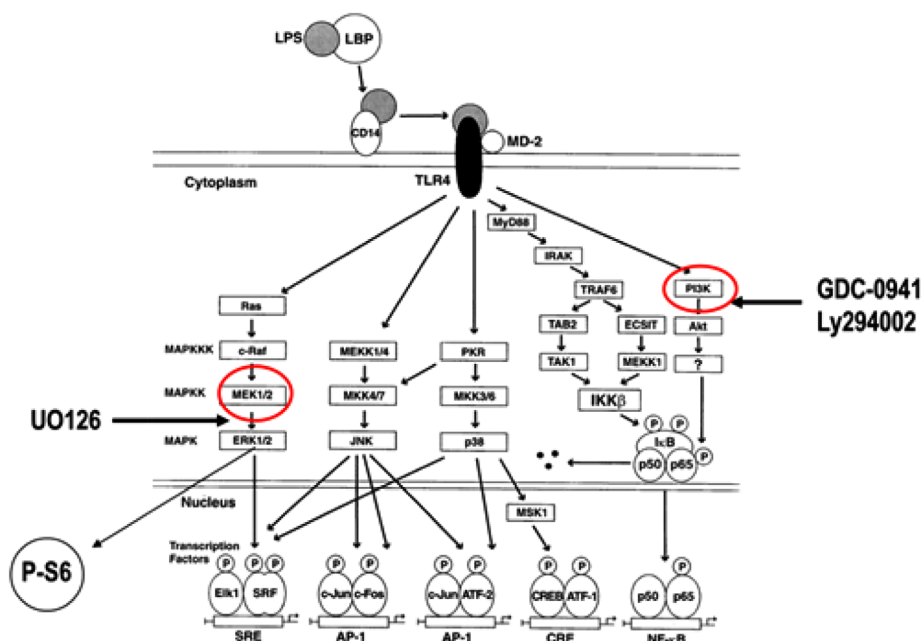 LPS
LBP
CD14
MD-2
TLR4
Cytoplasm
MyD88
IRAK
TRAF6
PI3K
GDC-0941
Ly294002
Ras
TAB2
ECSIT
Akt
MAPKKK
c-Raf
MEKK1/4
PKR
TAK1
MEKK1
?
MAPKK
MEK1/2
MKK4/7
MKK3/6
IKKβ
UO126
MAPK
ERK1/2
JNK
p38
P
P
IκB
P
p50
p65
Nucleus
MSK1
P-S6
Transcription
Factors
P
P
P
P
P
P
P
P
P
P
Elk1
SRF
c-Jun
c-Fos
c-Jun
ATF-2
CREB
ATF-1
p50
p65
SRE
AP-1
AP-1
CRE
NF-κB